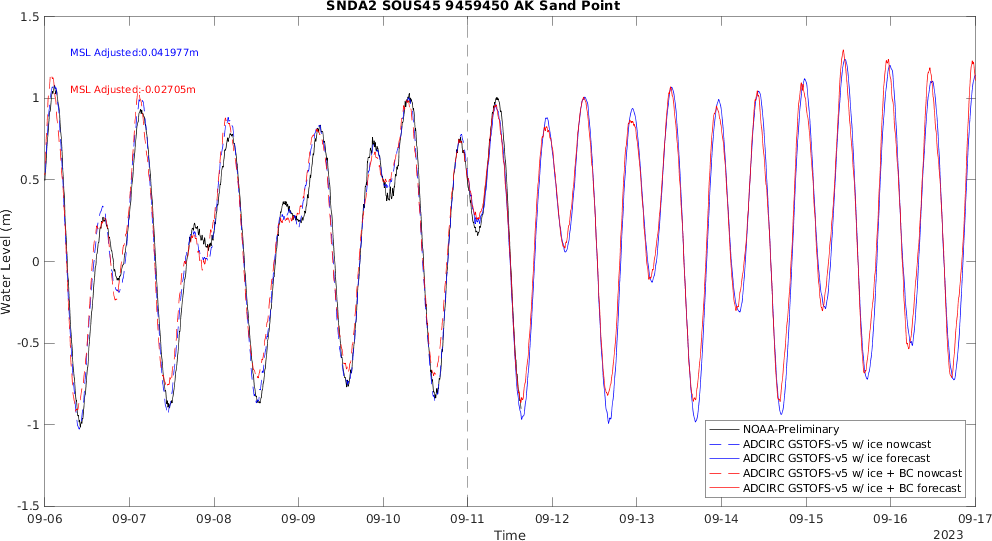 SNDA2 SOUS45 9459450 AK Sand Point
MSL Adjusted:0.041977m
MSL Adjusted:-0.02705m
1.5
1
0.5
0
-0.5
-1
-1.5
Water Level (m)
NOAA-Preliminary
ADCIRC GSTOFS-v5 w/ ice nowcast
ADCIRC GSTOFS-v5 w/ ice forecast
ADCIRC GSTOFS-v5 w/ ice + BC nowcast
ADCIRC GSTOFS-v5 w/ ice + BC forecast
09-06 09-07 09-08 09-09 09-10 09-11 09-12 09-13 09-14 09-15 09-16 09-17
Time
2023